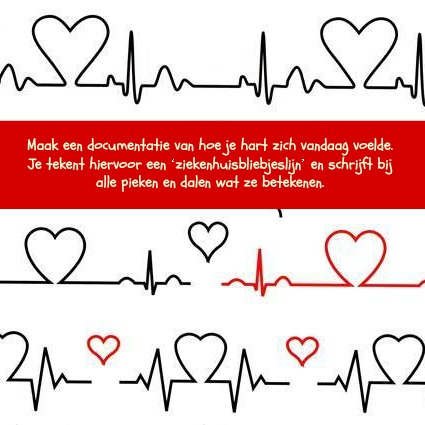 Maak een documentatie van hoe je hart zich vandaag voelde.
Je tekent hiervoor een ‘ziekenhuisbliebjeslijn’ en schrijft bij
alle pieken en dalen wat ze betekenen.